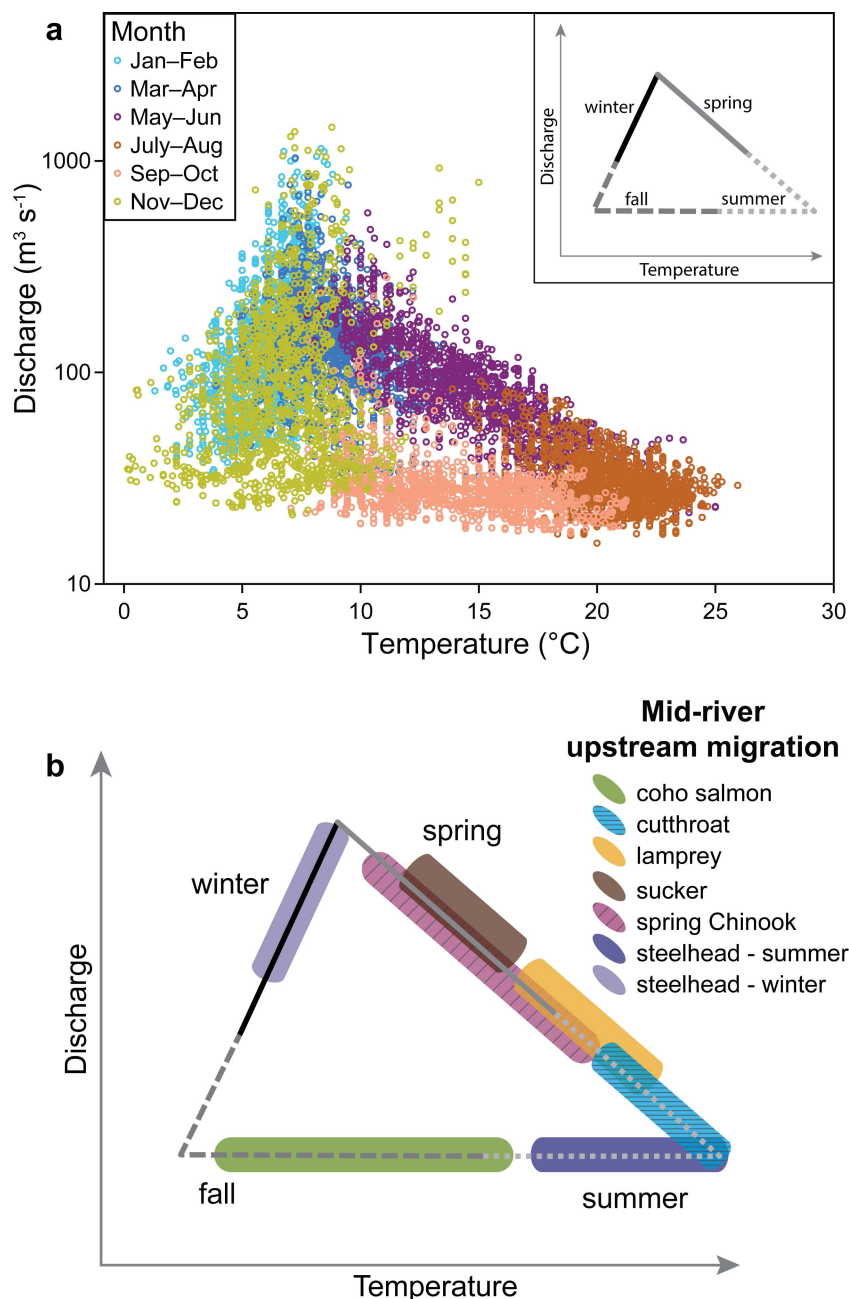 a
Month
Jan–Feb
Mar–Apr
May–Jun
July–Aug
Sep–Oct
Nov–Dec
Discharge
winter
spring
fall
summer
Temperature
Discharge (m³ s⁻¹)
1000
100
10
0
5
10
15
20
25
30
Temperature (°C)
b
Mid-river
upstream migration
coho salmon
cutthroat
lamprey
sucker
spring Chinook
steelhead - summer
steelhead - winter
spring
winter
Discharge
fall
summer
Temperature